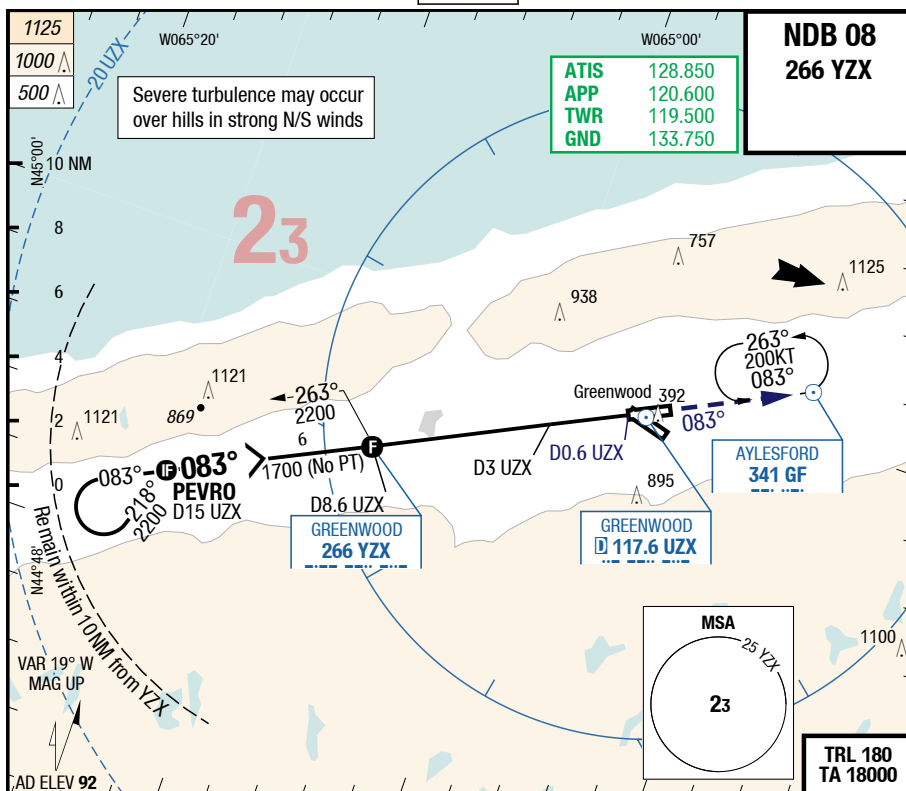 1125
1000
500
W065°20'
W065°00'
NDB 08
266 YZX
20 UZX
Severe turbulence may occur
over hills in strong N/S winds
ATIS 128.850
APP 120.600
TWR 119.500
GND 133.750
N45°00'
10 NM
8
6
4
2
0
23
757
1125
938
1121
869
1121
263°
2200
6
1700 (No PT)
083°
IF
083°
PEVRO
D15 UZX
218°
2200
F
D8.6 UZX
D3 UZX
D0.6 UZX
Greenwood
392
083°
263°
200KT
083°
895
AYLESFORD
341 GF
GREENWOOD
266 YZX
GREENWOOD
D 117.6 UZX
N44°48'
Remain within 10NM from YZX
VAR 19° W
MAG UP
AD ELEV 92
MSA
25 YZX
23
1100
TRL 180
TA 18000